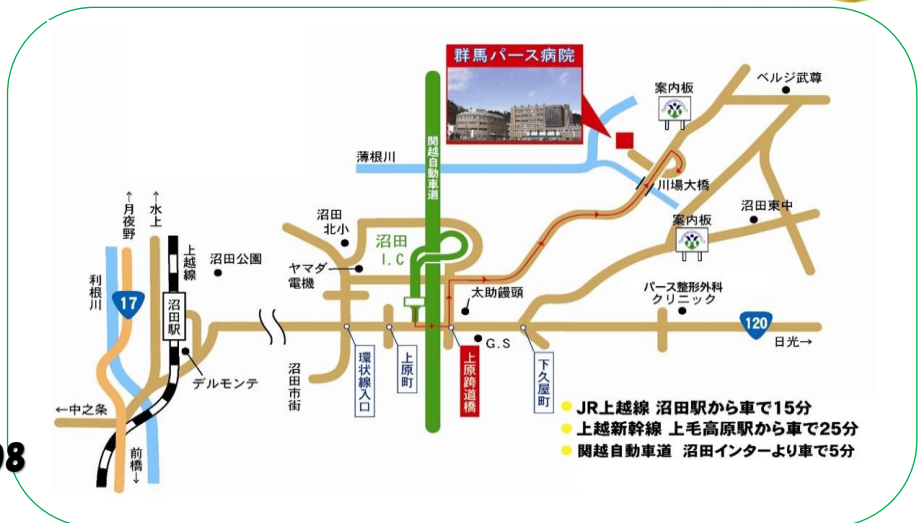 群馬パース病院
案内板
ベルジ武尊
関越自動車道
薄根川
川場大橋
←月夜野
←水上
沼田
北小
沼田東中
案内板
上越線
沼田公園
沼田
I.C
利根川
ヤマダ
電機
太助饅頭
パース整形外科
クリニック
17
沼田駅
120
日光→
G.S
デルモンテ
沼田市街
環状線入口
上原町
上原跨道橋
下久屋町
←中之条
前橋→
JR上越線 沼田駅から車で15分
上越新幹線 上毛高原駅から車で25分
関越自動車道 沼田インターより車で5分